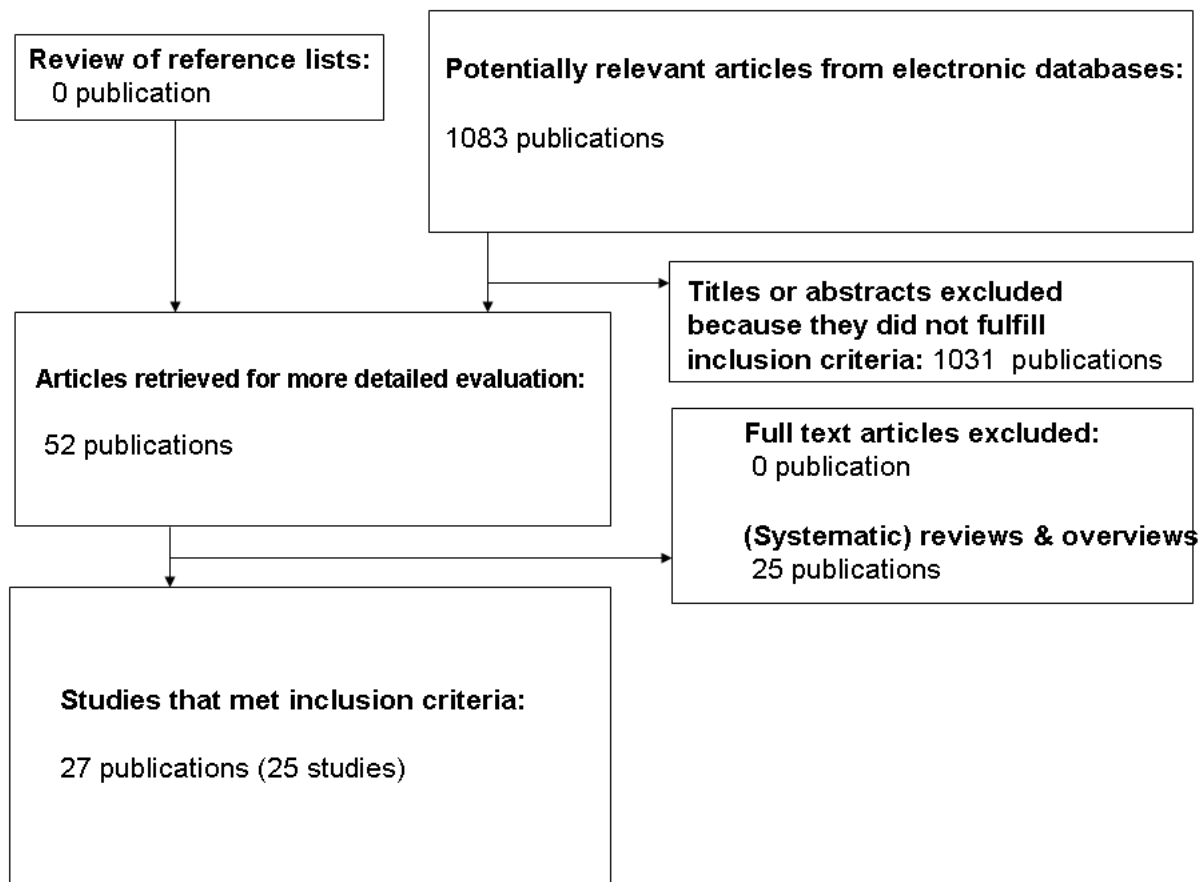 Review of reference lists:
0 publication
Potentially relevant articles from electronic databases:
1083 publications
Titles or abstracts excluded
because they did not fulfill
inclusion criteria: 1031 publications
Articles retrieved for more detailed evaluation:
52 publications
Full text articles excluded:
0 publication
(Systematic) reviews & overviews
25 publications
Studies that met inclusion criteria:
27 publications (25 studies)